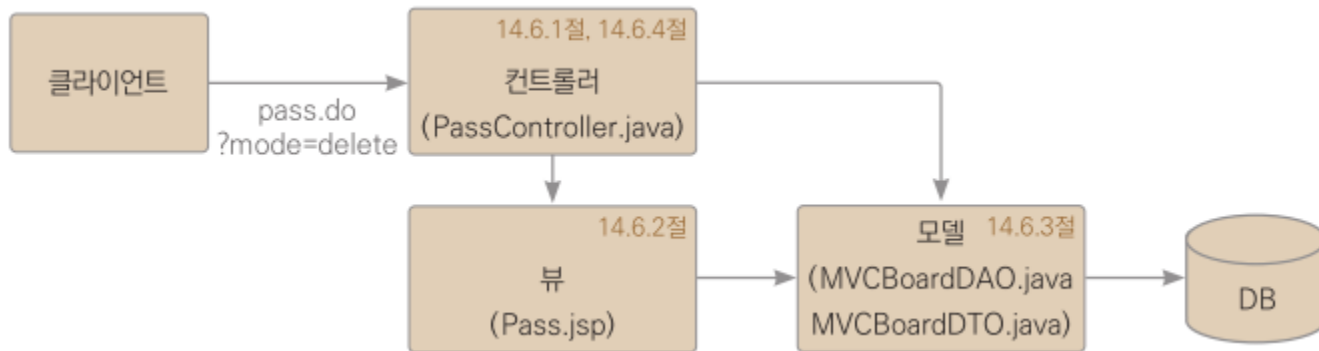 클라이언트
pass.do
?mode=delete
14.6.1절, 14.6.4절
컨트롤러
(PassController.java)
14.6.2절
뷰
(Pass.jsp)
모델 14.6.3절
(MVCBoardDAO.java
MVCBoardDTO.java)
DB